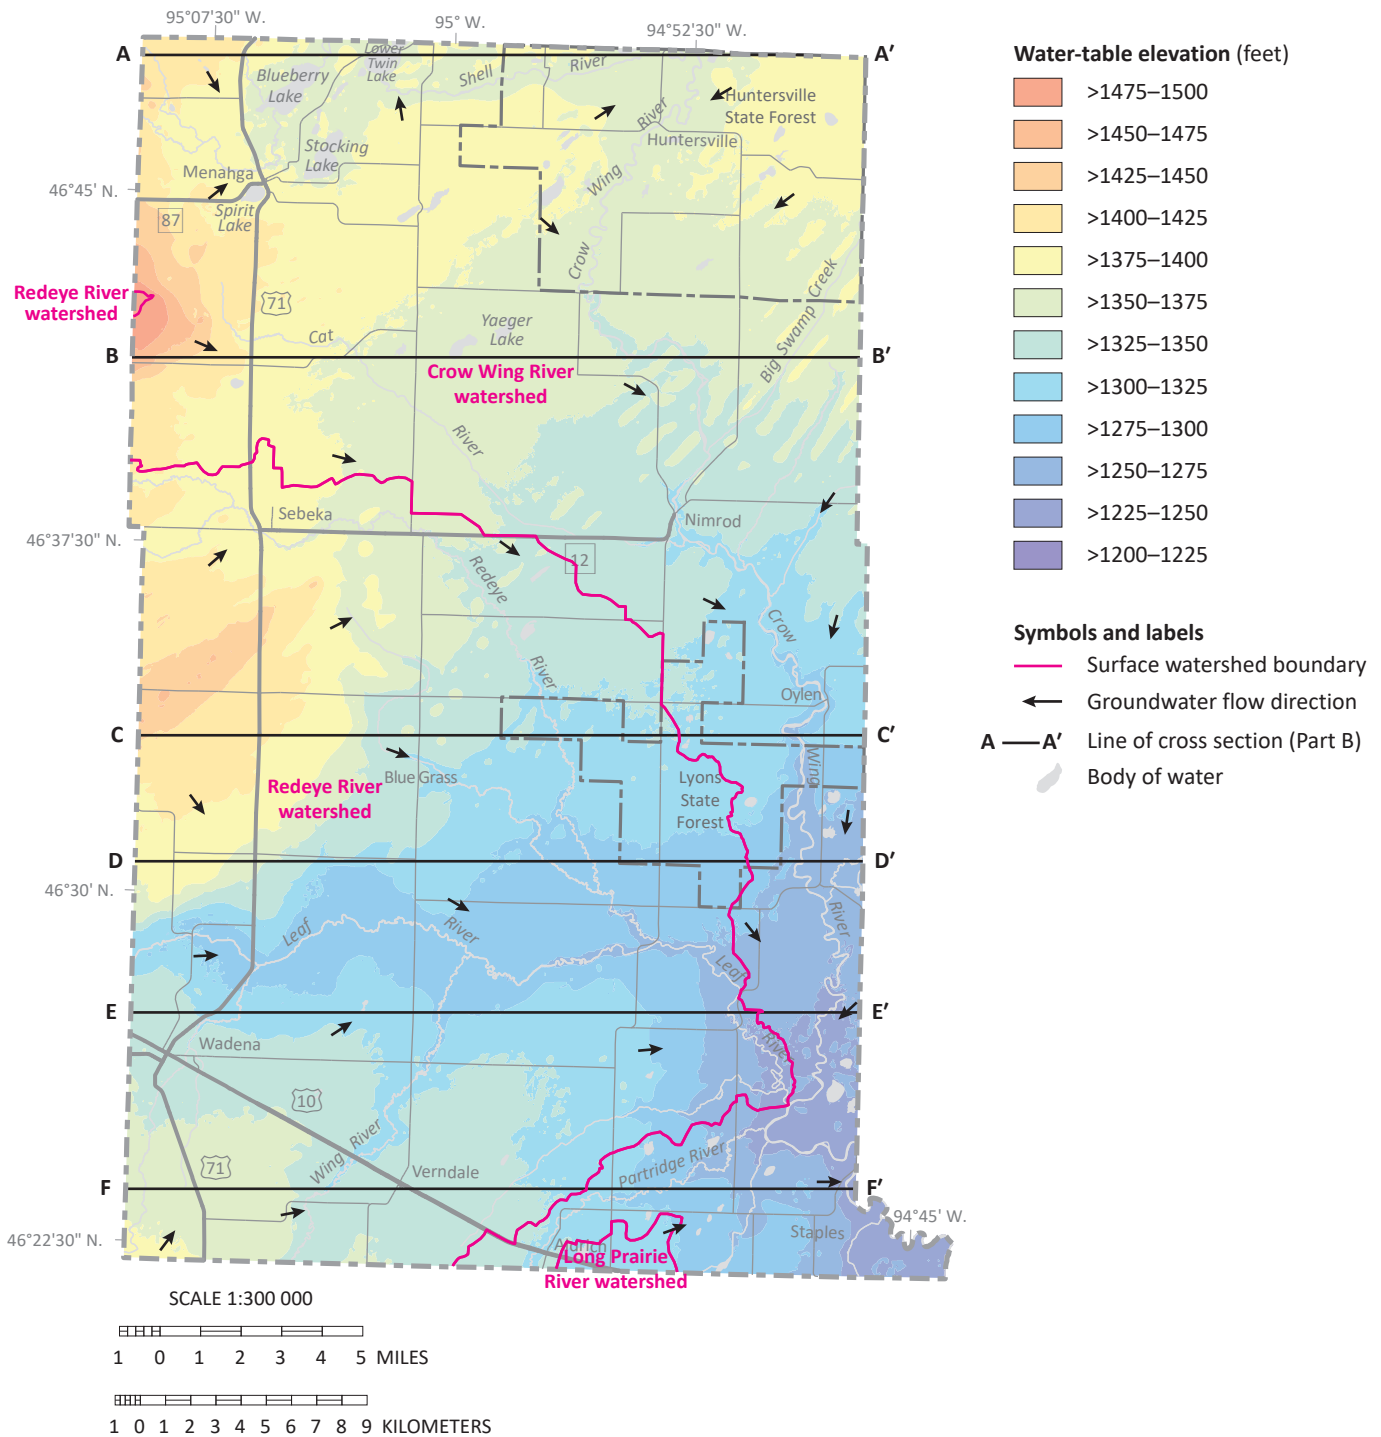 95°07'30" W.
95° W.
94°52'30" W.
A
A′
Blueberry
Lake
Lower
Twin
Lake
Shell
River
Huntersville
State Forest
River
Huntersville
Stocking
Lake
Menahga
46°45' N.
Wing
87
Spirit
Lake
Crow
Redeye River
watershed
71
Cat
Yaeger
Lake
Big Swamp Creek
B
B′
Crow Wing River
watershed
River
Sebeka
Nimrod
46°37'30" N.
12
Redeye
Crow
River
Oylen
C
C′
Wing
Blue Grass
Redeye River
watershed
Lyons
State
Forest
D
D′
46°30' N.
Leaf
River
River
Leaf
E
E′
Wadena
River
10
Wing River
71
Verndale
Partridge River
F
F′
94°45' W.
46°22'30" N.
Staples
Aldrich
Long Prairie
River watershed
SCALE 1:300 000
1 0 1 2 3 4 5 MILES
1 0 1 2 3 4 5 6 7 8 9 KILOMETERS
Water-table elevation (feet)
>1475–1500
>1450–1475
>1425–1450
>1400–1425
>1375–1400
>1350–1375
>1325–1350
>1300–1325
>1275–1300
>1250–1275
>1225–1250
>1200–1225
Symbols and labels
Surface watershed boundary
Groundwater flow direction
A A′ Line of cross section (Part B)
Body of water